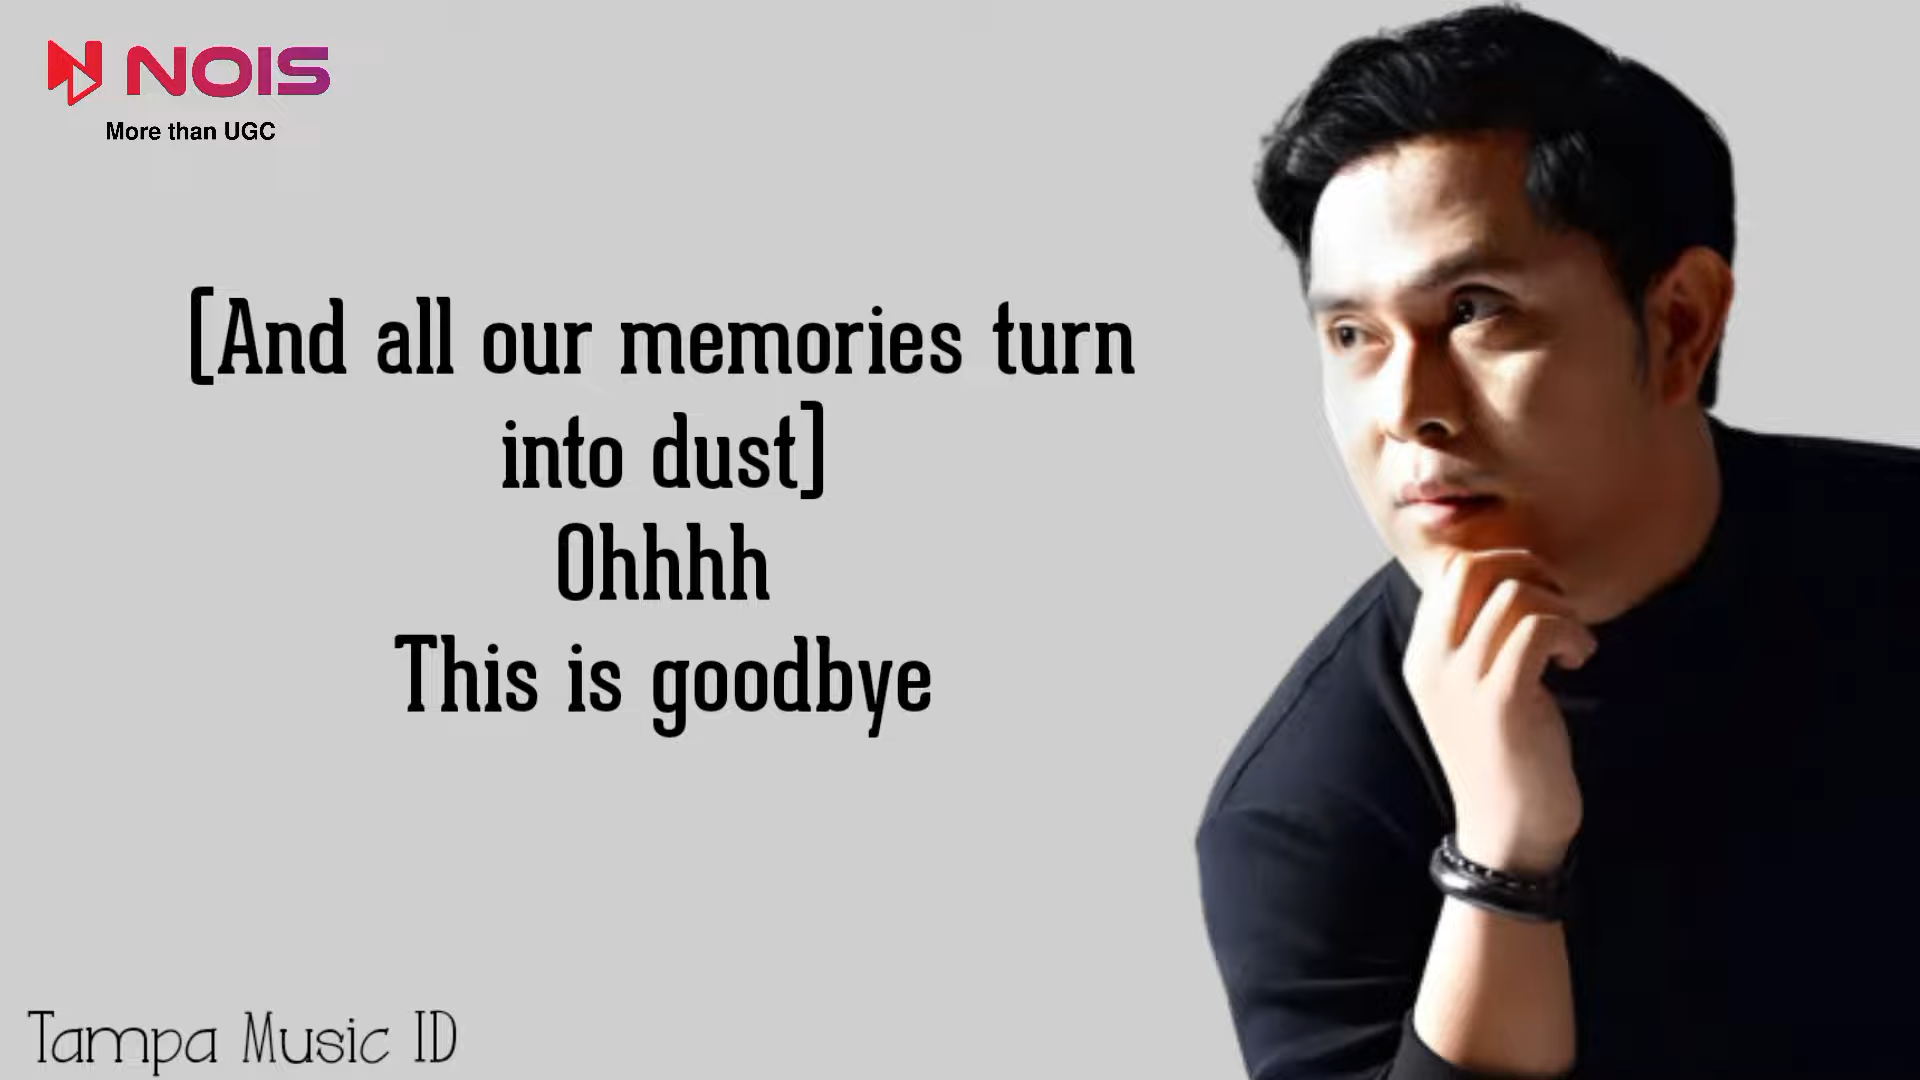 NOIS
More than UGC
[And all our memories turn
into dust]
Ohhhh
This is goodbye
Tampa Music ID